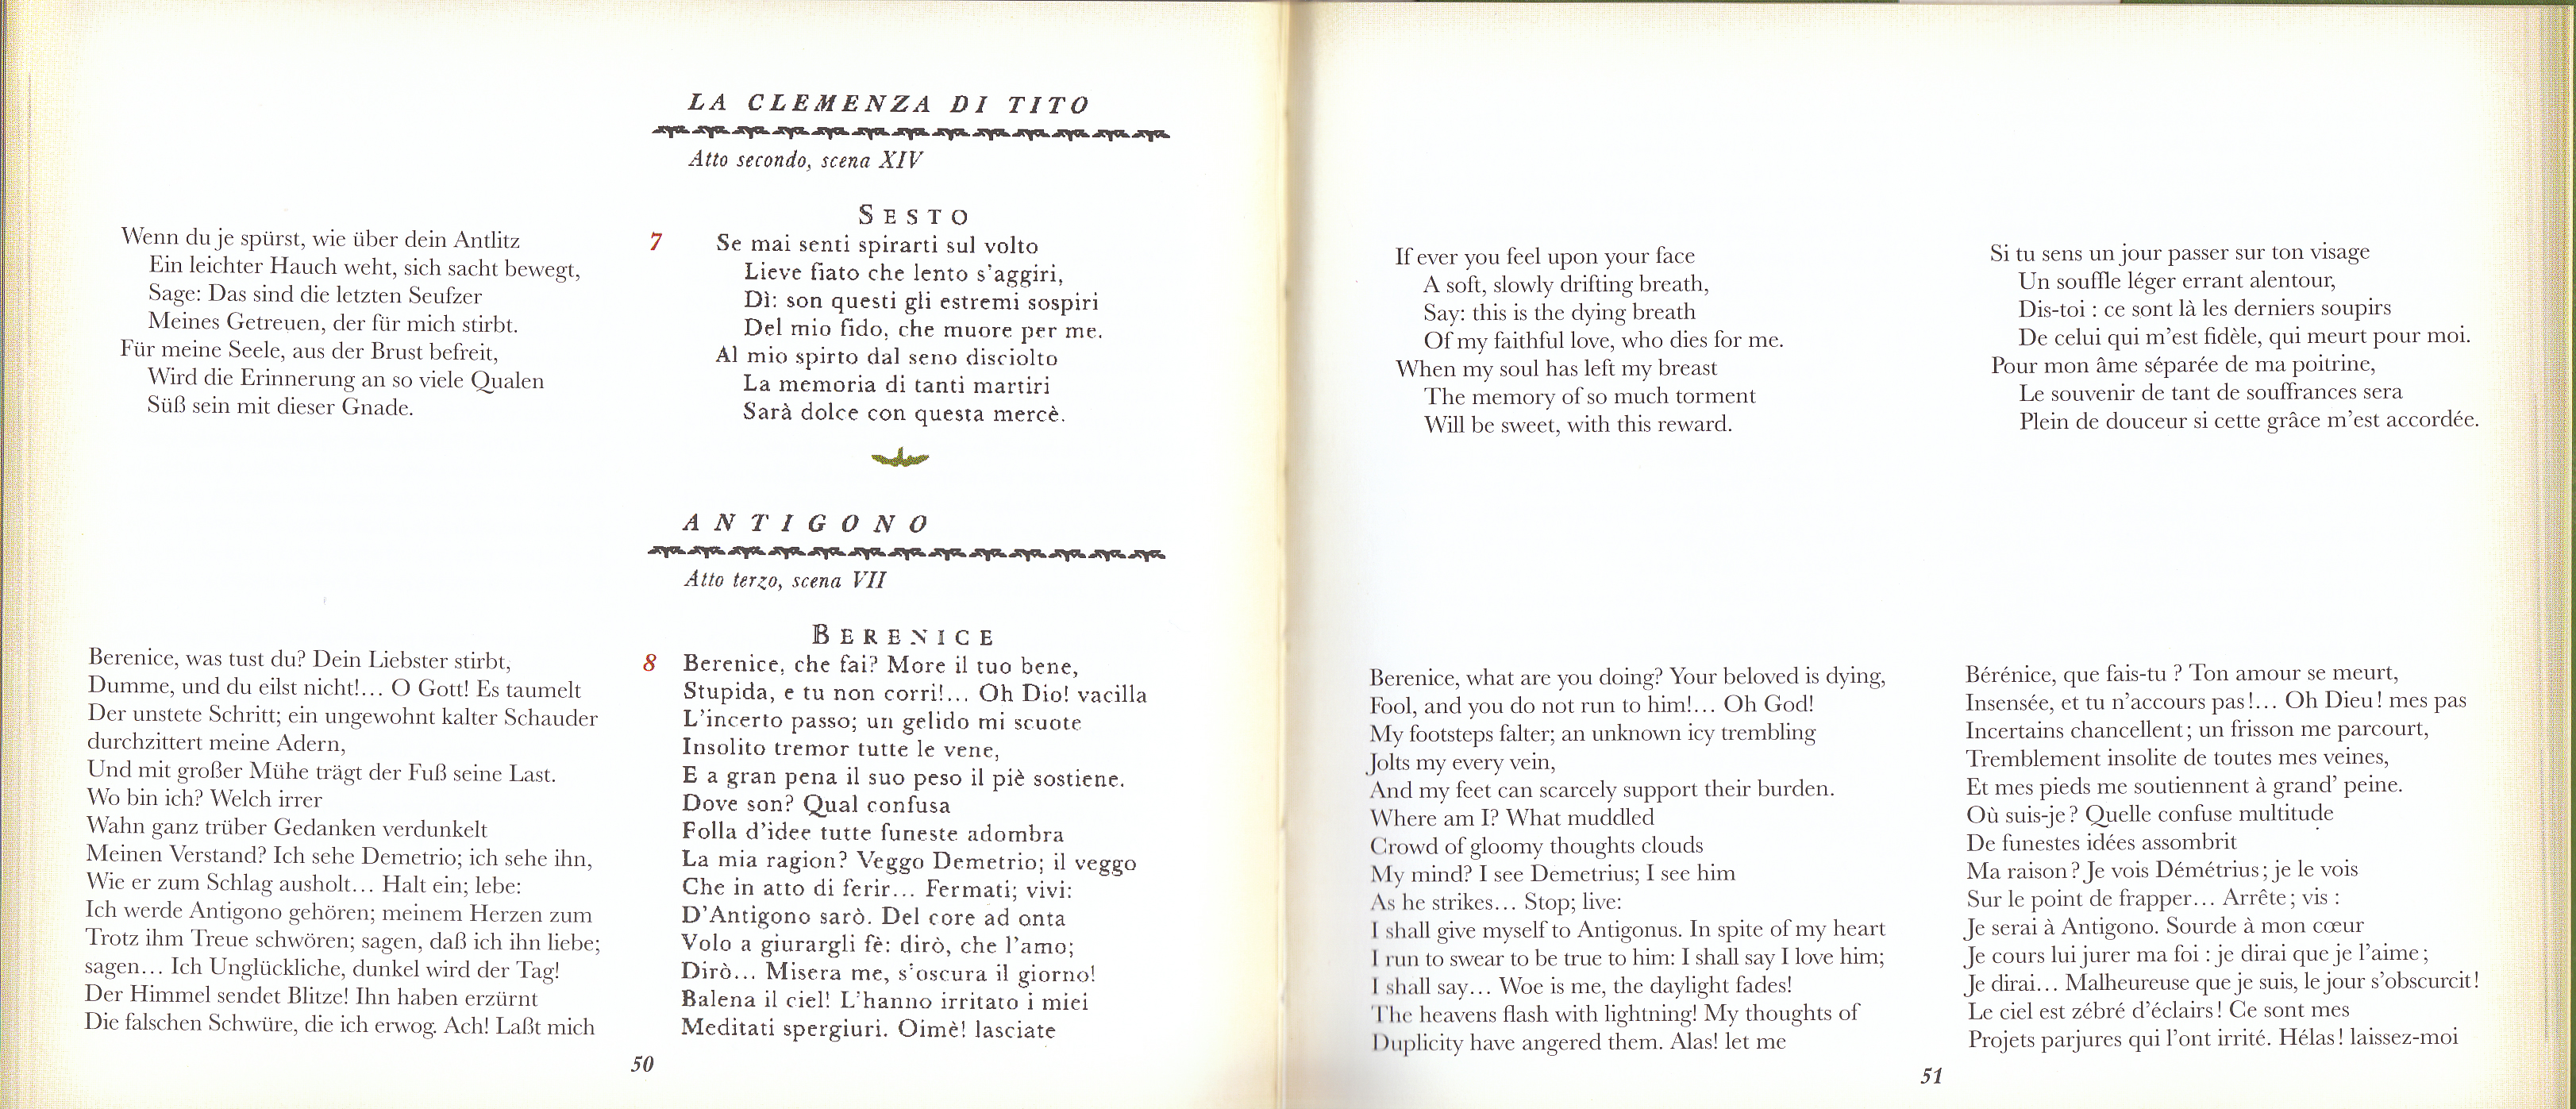 Wenn du je spürst, wie über dein Antlitz
Ein leichter Hauch weht, sich sacht bewegt,
Sage: Das sind die letzten Seufzer
Meines Getreuen, der für mich stirbt.
Für meine Seele, aus der Brust befreit,
Wird die Erinnerung an so viele Qualen
Süß sein mit dieser Gnade.
Berenice, was tust du? Dein Liebster stirbt,
Dumme, und du eilst nicht!... O Gott! Es taumelt
Der unstete Schritt; ein ungewohnt kalter Schauder
durchzittert meine Adern,
Und mit großer Mühe trägt der Fuß seine Last.
Wo bin ich? Welch irrer
Wahn ganz trüber Gedanken verdunkelt
Meinen Verstand? Ich sehe Demetrio; ich sehe ihn,
Wie er zum Schlag ausholt... Halt ein; lebe:
Ich werde Antigono gehören; meinem Herzen zum
Trotz ihm Treue schwören; sagen, daß ich ihn liebe;
sagen... Ich Unglückliche, dunkel wird der Tag!
Der Himmel sendet Blitze! Ihn haben erzürnt
Die falschen Schwüre, die ich erwog. Ach! Laßt mich
LA CLEMENZA DI TITO
Atto secondo, scena XIV
SESTO
7 Se mai senti spirarti sul volto
Lieve fiato che lento s'aggiri,
Dì: son questi gli estremi sospiri
Del mio fido, che muore per me.
Al mio spirto dal seno disciolto
La memoria di tanti martiri
Sarà dolce con questa mercè.
ANTIGONO
Atto terzo, scena VII
BERENICE
8 Berenice, che fai? More il tuo bene,
Stupida, e tu non corri!... Oh Dio! vacilla
L'incerto passo; un gelido mi scuote
Insolito tremor tutte le vene,
E a gran pena il suo peso il piè sostiene.
Dove son? Qual confusa
Folla d'idee tutte funeste adombra
La mia ragion? Veggo Demetrio; il veggo
Che in atto di ferir... Fermati; vivi:
D'Antigono sarò. Del core ad onta
Volo a giurargli fè: dirò, che l'amo;
Dirò... Misera me, s'oscura il giorno!
Balena il ciel! L'hanno irritato i miei
Meditati spergiuri. Oimè! lasciate
50
If ever you feel upon your face
A soft, slowly drifting breath,
Say: this is the dying breath
Of my faithful love, who dies for me.
When my soul has left my breast
The memory of so much torment
Will be sweet, with this reward.
Berenice, what are you doing? Your beloved is dying,
Fool, and you do not run to him!... Oh God!
My footsteps falter; an unknown icy trembling
Jolts my every vein,
And my feet can scarcely support their burden.
Where am I? What muddled
Crowd of gloomy thoughts clouds
My mind? I see Demetrius; I see him
As he strikes... Stop; live:
I shall give myself to Antigonus. In spite of my heart
I run to swear to be true to him: I shall say I love him;
I shall say... Woe is me, the daylight fades!
The heavens flash with lightning! My thoughts of
Duplicity have angered them. Alas! let me
Si tu sens un jour passer sur ton visage
Un souffle léger errant alentour,
Dis-toi : ce sont là les derniers soupirs
De celui qui m'est fidèle, qui meurt pour moi.
Pour mon âme séparée de ma poitrine,
Le souvenir de tant de souffrances sera
Plein de douceur si cette grâce m'est accordée.
Bérénice, que fais-tu ? Ton amour se meurt,
Insensée, et tu n'accours pas !... Oh Dieu ! mes pas
Incertains chancellent ; un frisson me parcourt,
Tremblement insolite de toutes mes veines,
Et mes pieds me soutiennent à grand' peine.
Où suis-je ? Quelle confuse multitude
De funestes idées assombrit
Ma raison ? Je vois Démétrius ; je le vois
Sur le point de frapper... Arrête ; vis :
Je serai à Antigono. Sourde à mon cœur
Je cours lui jurer ma foi : je dirai que je l'aime ;
Je dirai... Malheureuse que je suis, le jour s'obscurcit !
Le ciel est zébré d'éclairs ! Ce sont mes
Projets parjures qui l'ont irrité. Hélas ! laissez-moi
51